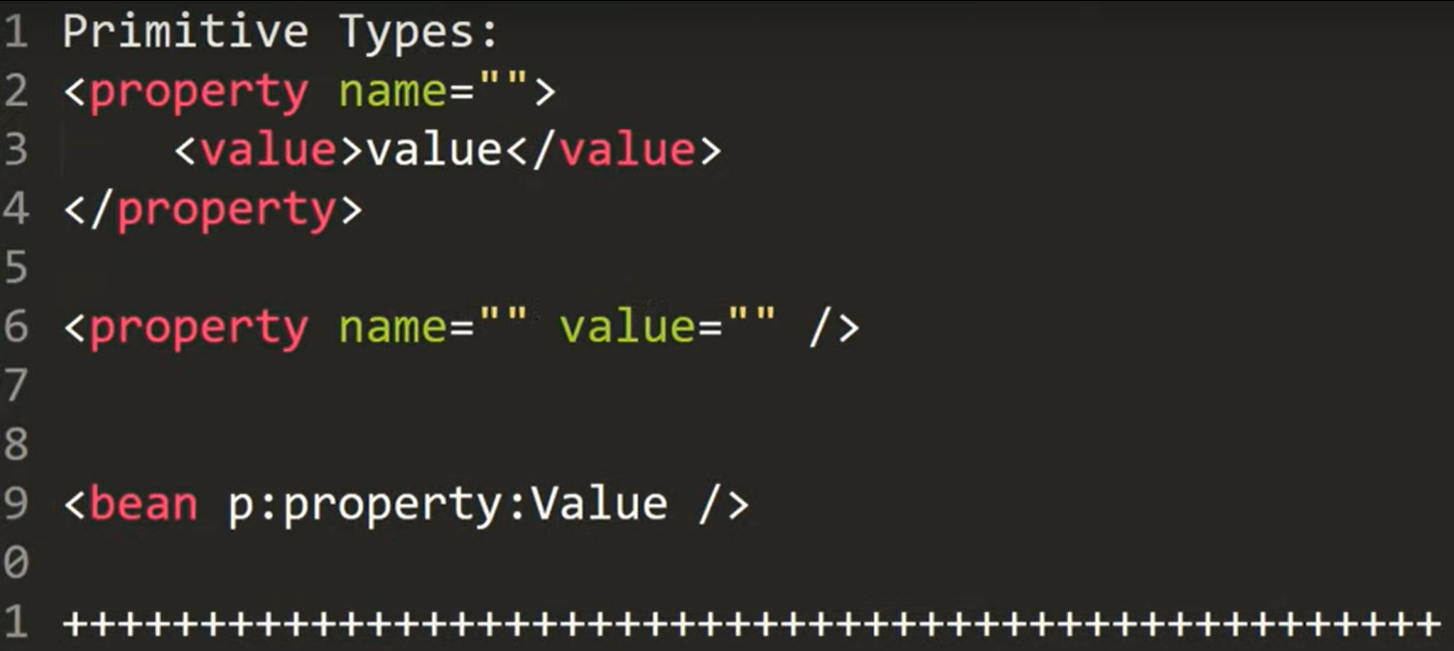 1 Primitive Types:
2 <property name="">
3     <value>value</value>
4 </property>
5
6 <property name="" value="" />
7
8
9 <bean p:property:Value />
0
1 ++++++++++++++++++++++++++++++++++++++++++++++++++